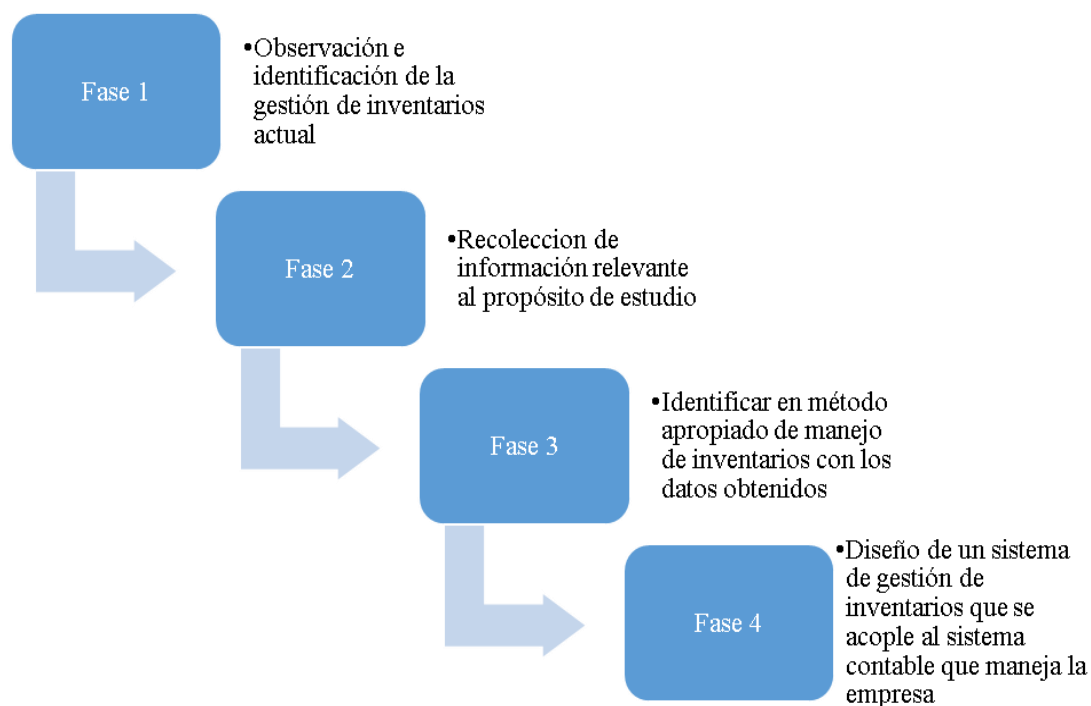 Fase 1
•Observación e
identificación de la
gestión de inventarios
actual
Fase 2
•Recoleccion de
información relevante
al propósito de estudio
Fase 3
•Identificar en método
apropiado de manejo
de inventarios con los
datos obtenidos
Fase 4
•Diseño de un sistema
de gestión de
inventarios que se
acople al sistema
contable que maneja la
empresa